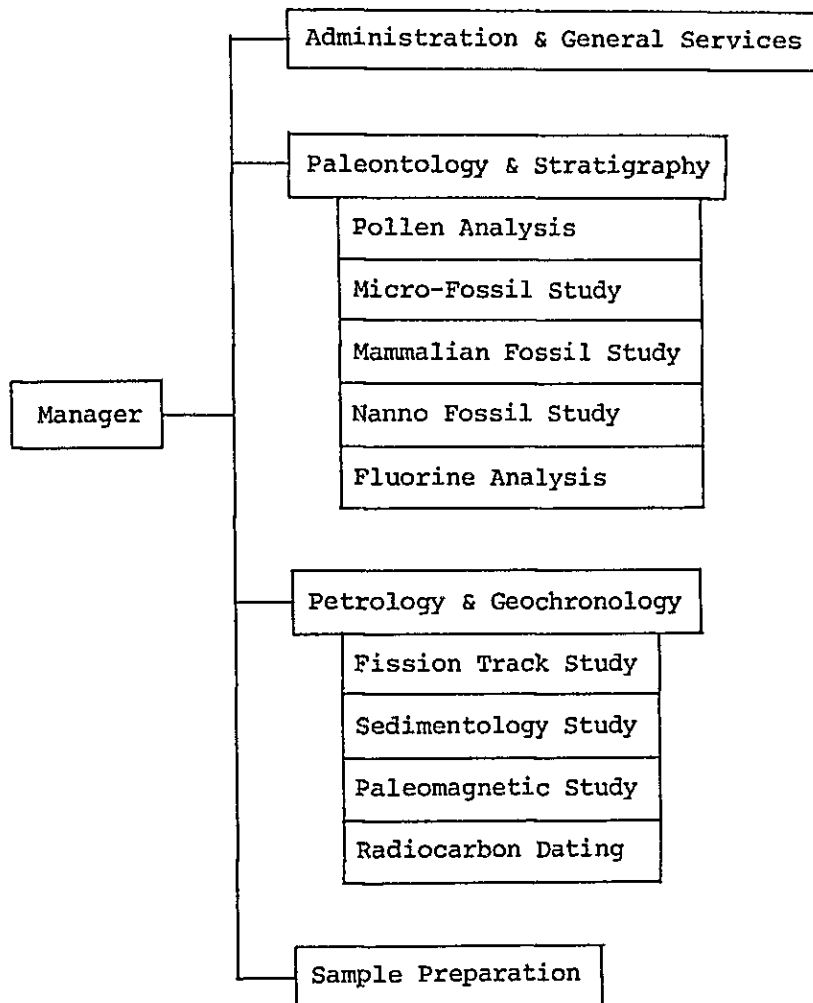 Administration & General Services
Paleontology & Stratigraphy
Pollen Analysis
Micro-Fossil Study
Mammalian Fossil Study
Manager
Nanno Fossil Study
Fluorine Analysis
Petrology & Geochronology
Fission Track Study
Sedimentology Study
Paleomagnetic Study
Radiocarbon Dating
Sample Preparation